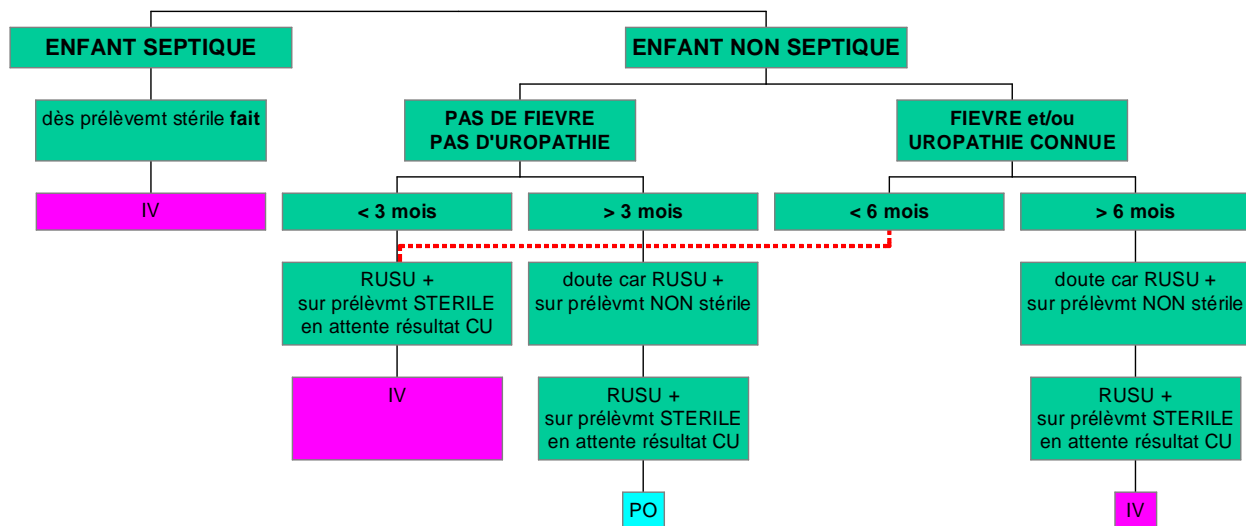 ENFANT SEPTIQUE
ENFANT NON SEPTIQUE
dès prélèvemt stérile fait
PAS DE FIEVRE
PAS D'UROPATHIE
FIEVRE et/ou
UROPATHIE CONNUE
IV
< 3 mois
> 3 mois
< 6 mois
> 6 mois
RUSU +
sur prélèvmt STERILE
en attente résultat CU
doute car RUSU +
sur prélèvmt NON stérile
doute car RUSU +
sur prélèvmt NON stérile
IV
RUSU +
sur prélèvmt STERILE
en attente résultat CU
RUSU +
sur prélèvmt STERILE
en attente résultat CU
PO
IV